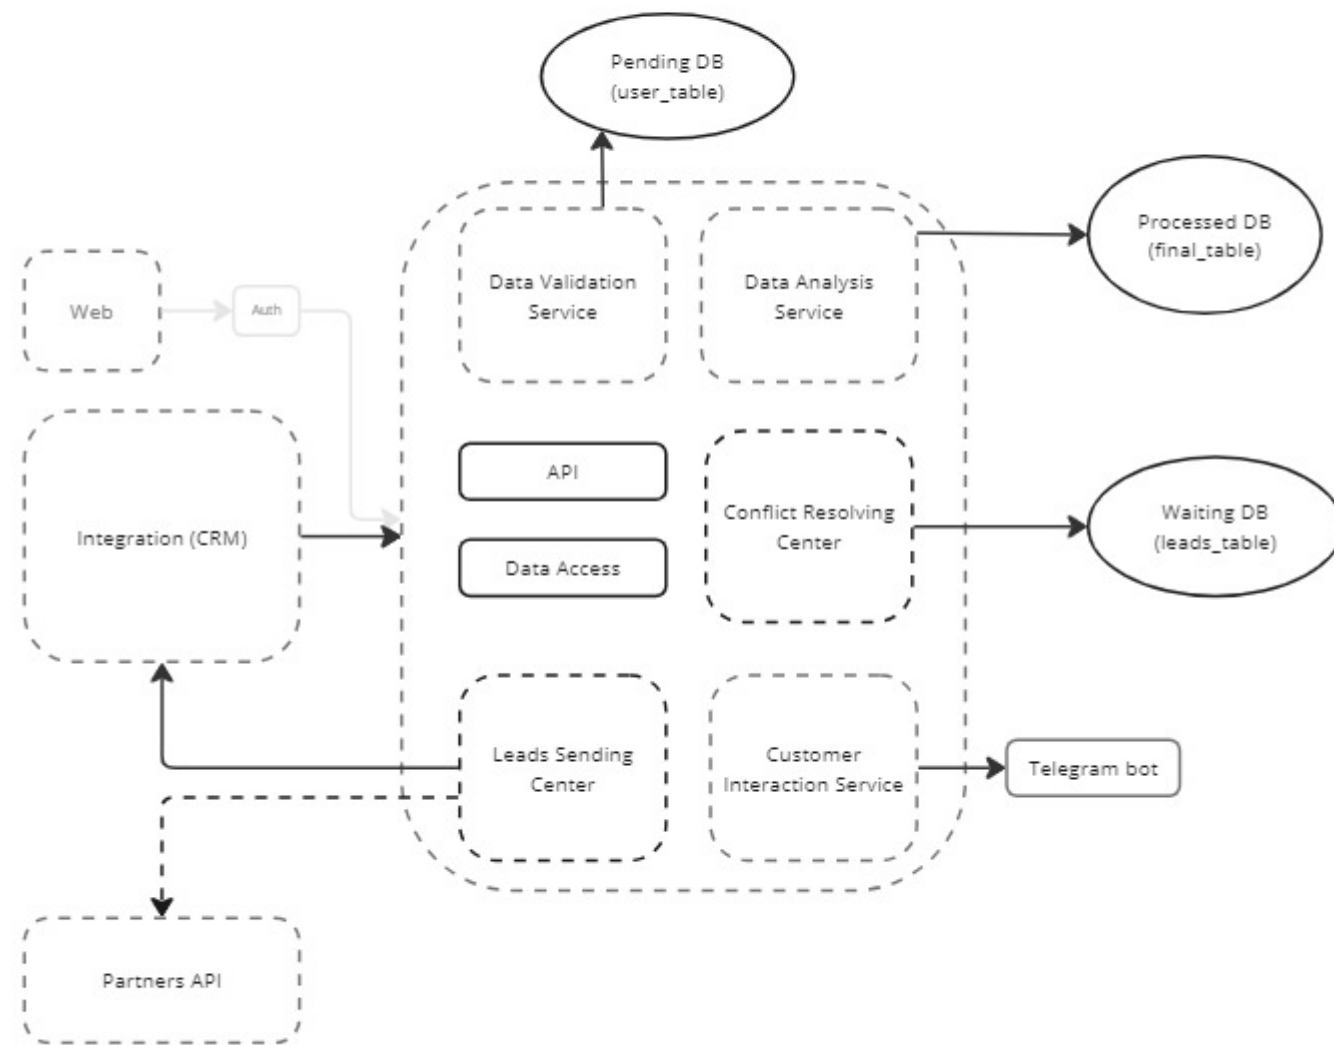 Pending DB
(user_table)
Processed DB
(final_table)
Data Validation
Service
Data Analysis
Service
Web
Auth
API
Conflict Resolving
Center
Waiting DB
(leads_table)
Integration (CRM)
Data Access
Leads Sending
Center
Customer
Interaction Service
Telegram bot
Partners API